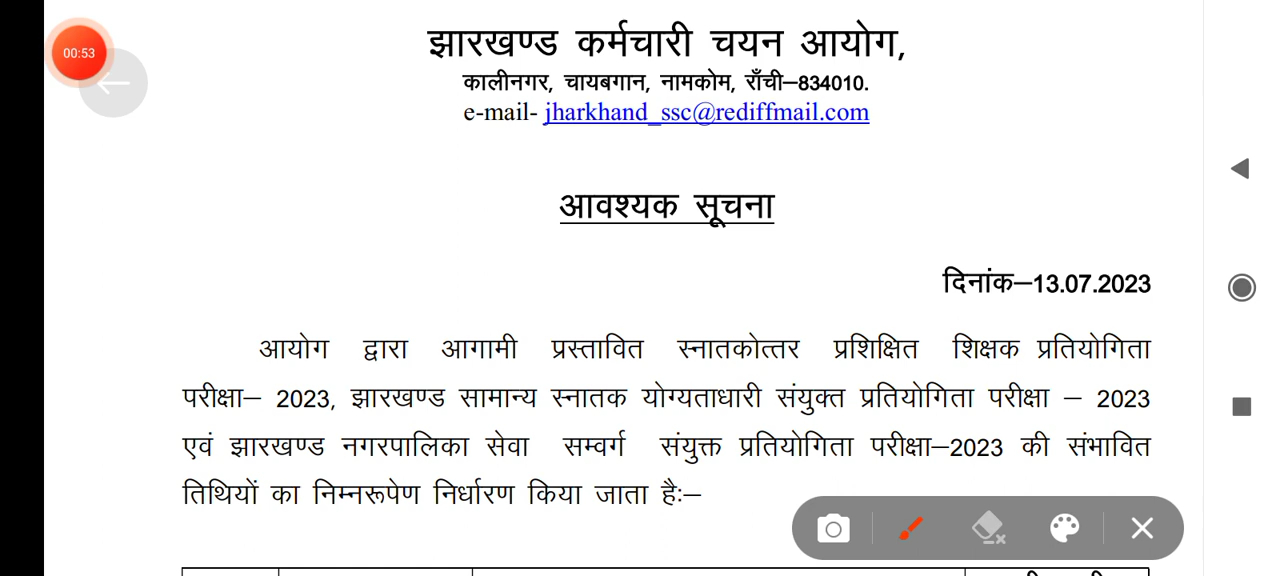 00:53
झारखण्ड कर्मचारी चयन आयोग,
कालीनगर, चायबगान, नामकोम, राँची–834010.
e-mail- jharkhand_ssc@rediffmail.com
आवश्यक सूचना
दिनांक–13.07.2023
आयोग द्वारा आगामी प्रस्तावित स्नातकोत्तर प्रशिक्षित शिक्षक प्रतियोगिता
परीक्षा– 2023, झारखण्ड सामान्य स्नातक योग्यताधारी संयुक्त प्रतियोगिता परीक्षा – 2023
एवं झारखण्ड नगरपालिका सेवा सम्वर्ग संयुक्त प्रतियोगिता परीक्षा–2023 की संभावित
तिथियों का निम्नरूपेण निर्धारण किया जाता हैः–